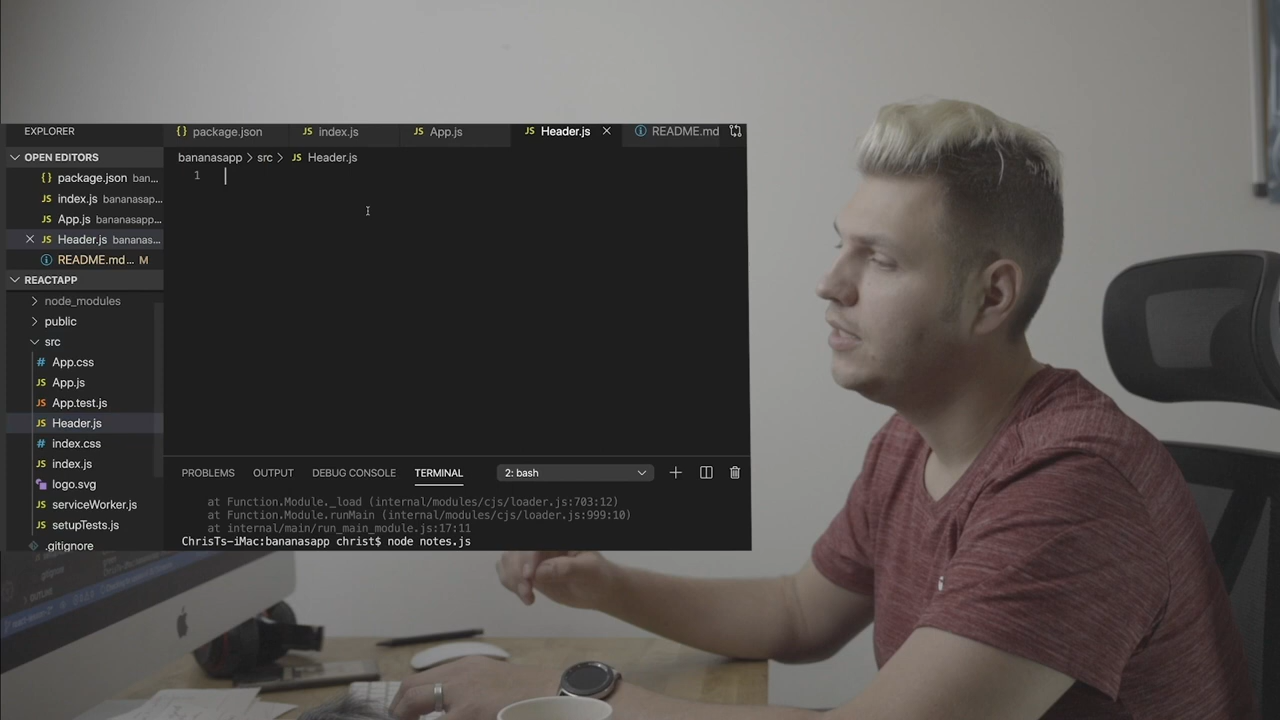 EXPLORER
OPEN EDITORS
{} package.json ban...
JS index.js bananasap...
JS App.js bananasapp...
JS Header.js bananas...
README.md... M
REACTAPP
node_modules
public
src
# App.css
JS App.js
JS App.test.js
JS Header.js
# index.css
JS index.js
logo.svg
JS serviceWorker.js
JS setupTests.js
.gitignore
{} package.json
JS index.js
JS App.js
JS Header.js
README.md
bananasapp > src > JS Header.js
1
PROBLEMS OUTPUT DEBUG CONSOLE TERMINAL
2: bash
at Function.Module._load (internal/modules/cjs/loader.js:703:12)
at Function.Module.runMain (internal/modules/cjs/loader.js:999:10)
at internal/main/run_main_module.js:17:11
ChrisTs-iMac:bananasapp christ$ node notes.js